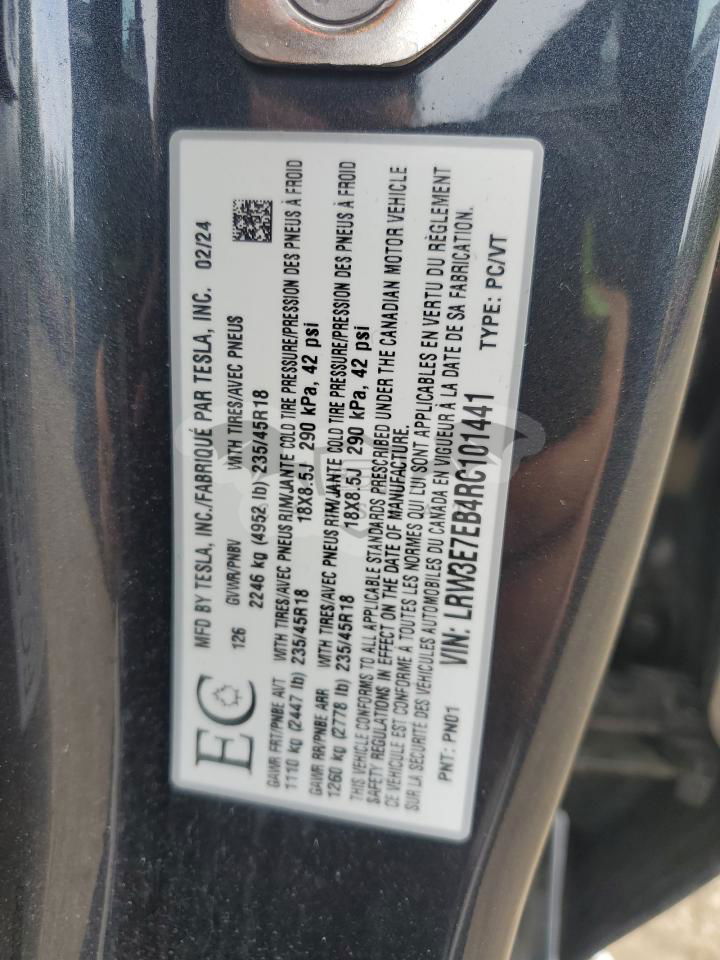 MFD BY TESLA, INC./FABRIQUÉ PAR TESLA, INC. 02/24
126 GVWR/PNBV WITH TIRES/AVEC PNEUS
2246 kg (4952 lb) 235/45R18
EC
GAWR FRT/PNBE AUT WITH TIRES/AVEC PNEUS RIM/JANTE COLD TIRE PRESSURE/PRESSION DES PNEUS À FROID
1110 kg (2447 lb) 235/45R18 18X8.5J 290 kPa, 42 psi
GAWR RR/PNBE ARR WITH TIRES/AVEC PNEUS RIM/JANTE COLD TIRE PRESSURE/PRESSION DES PNEUS À FROID
1260 kg (2778 lb) 235/45R18 18X8.5J 290 kPa, 42 psi
THIS VEHICLE CONFORMS TO ALL APPLICABLE STANDARDS PRESCRIBED UNDER THE CANADIAN MOTOR VEHICLE
SAFETY REGULATIONS IN EFFECT ON THE DATE OF MANUFACTURE.
CE VEHICULE EST CONFORME À TOUTES LES NORMES QUI LUI SONT APPLICABLES EN VERTU DU RÈGLEMENT
SUR LA SÉCURITÉ DES VÉHICULES AUTOMOBILES DU CANADA EN VIGUEUR À LA DATE DE SA FABRICATION.
PNT: PN01 VIN: LRW3E7EB4RC101441 TYPE: PC/VT